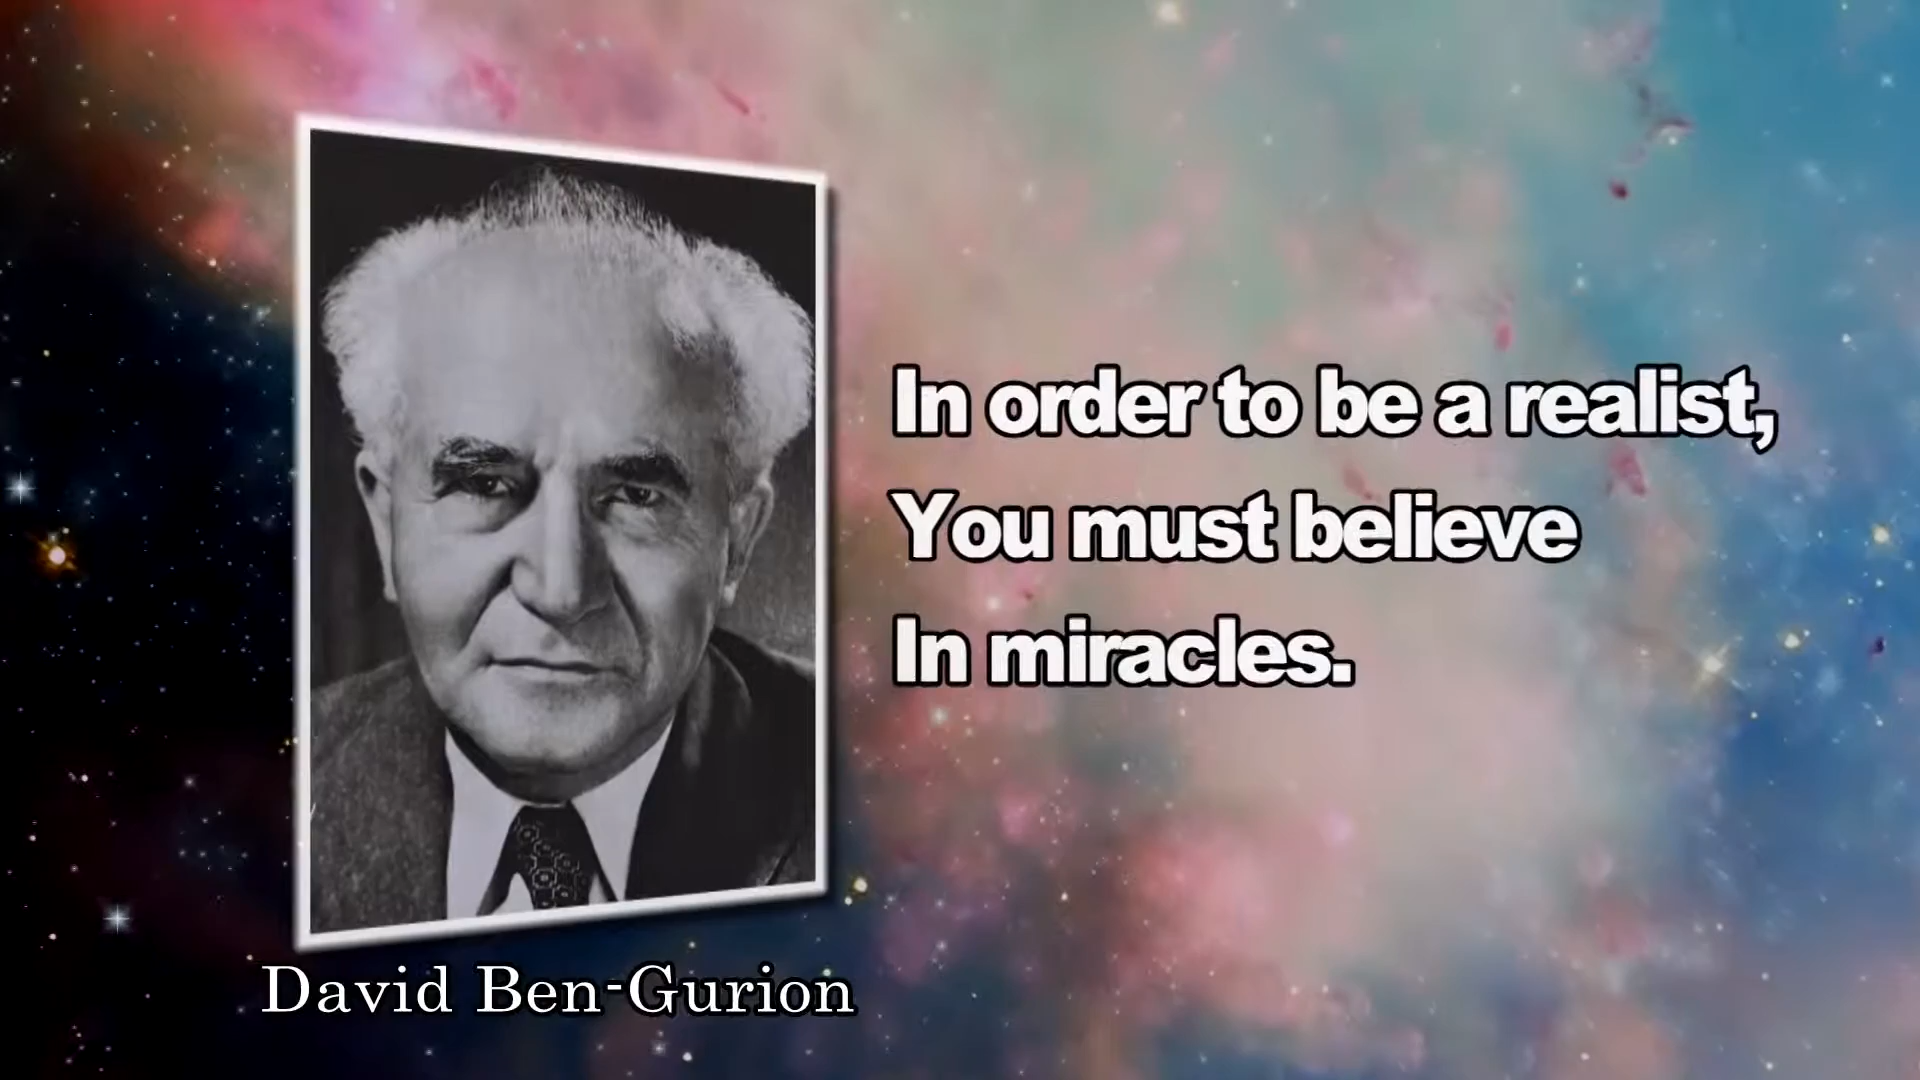 In order to be a realist,
You must believe
In miracles.
David Ben-Gurion